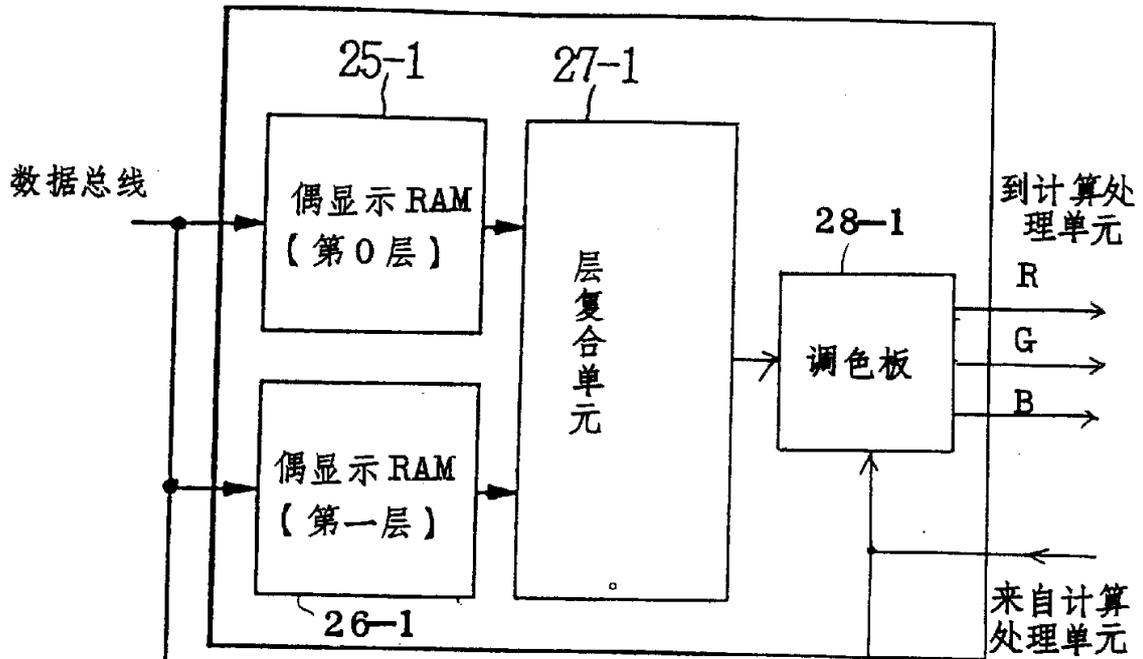 25-1
27-1
数据总线
偶显示RAM
【第0层】
层复合单元
28-1
到计算处
理单元
R
G
B
调色板
偶显示RAM
【第一层】
26-1
来自计算
处理单元